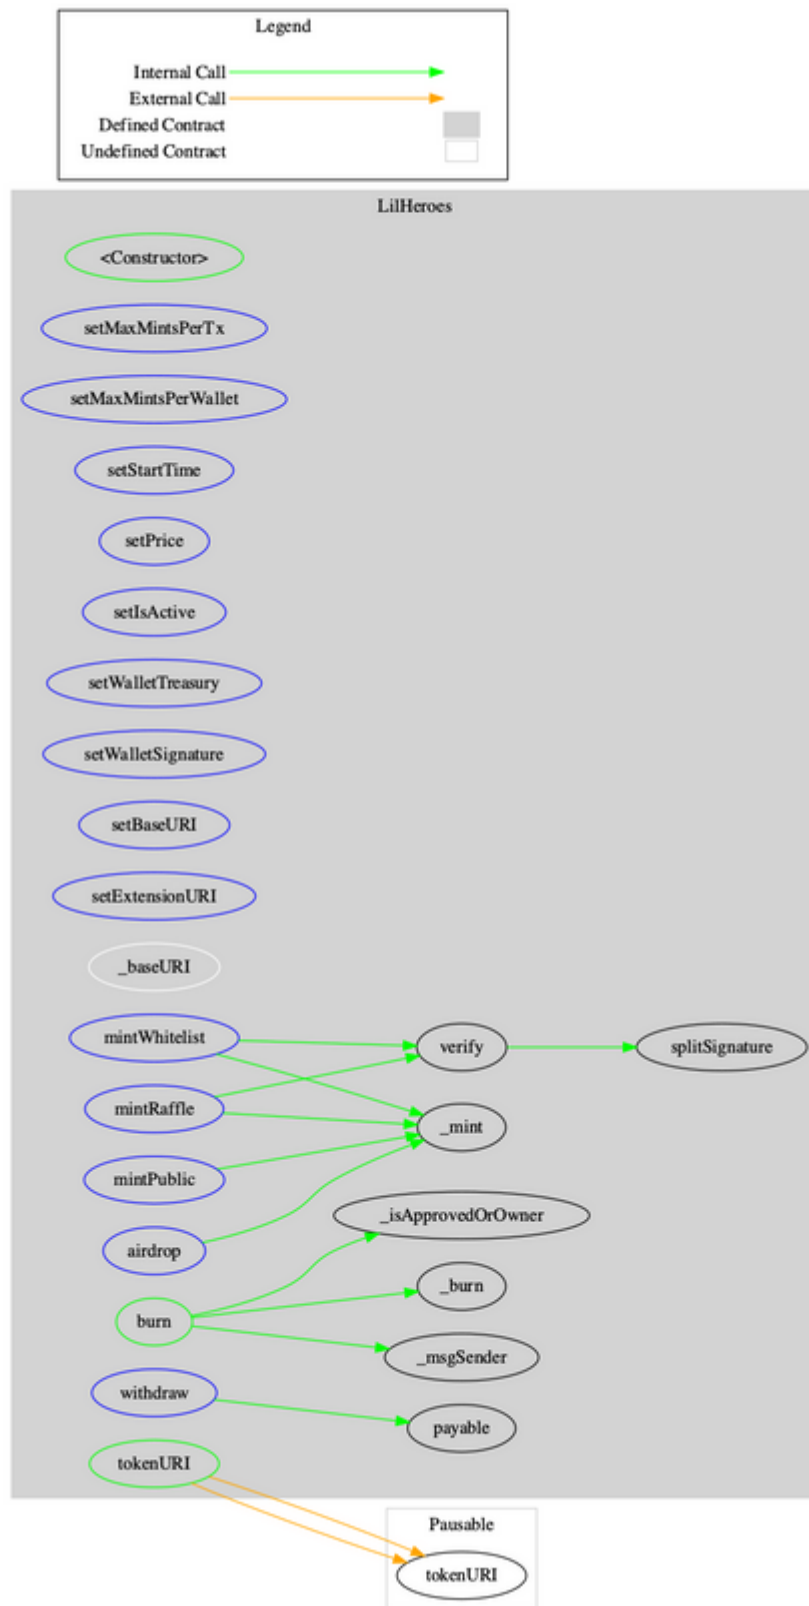 Legend
Internal Call
External Call
Defined Contract
Undefined Contract
LilHeroes
<Constructor>
setMaxMintsPerTx
setMaxMintsPerWallet
setStartTime
setPrice
setIsActive
setWalletTreasury
setWalletSignature
setBaseURI
setExtensionURI
_baseURI
mintWhitelist
verify
splitSignature
mintRaffle
_mint
mintPublic
_isApprovedOrOwner
airdrop
_burn
burn
_msgSender
withdraw
payable
tokenURI
Pausable
tokenURI